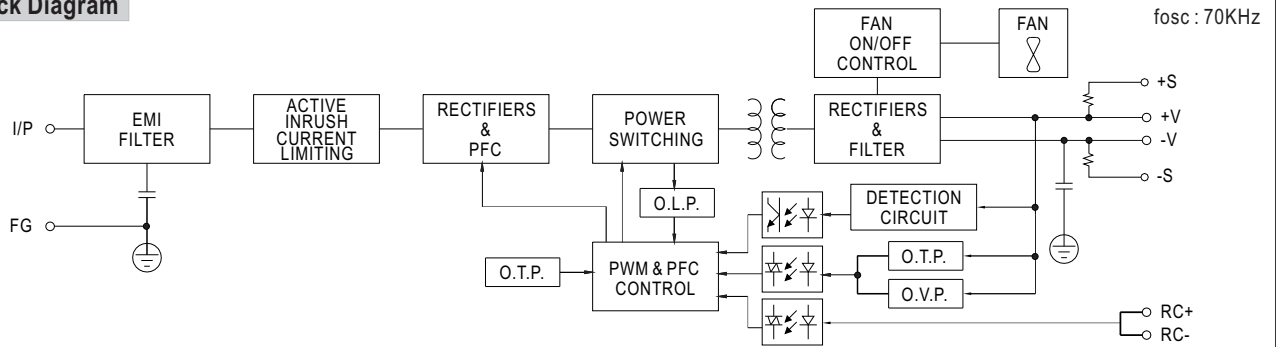 ck Diagram
fosc : 70KHz
FAN
ON/OFF
CONTROL
FAN
I/P
EMI
FILTER
ACTIVE
INRUSH
CURRENT
LIMITING
RECTIFIERS
&
PFC
POWER
SWITCHING
RECTIFIERS
&
FILTER
+S
+V
-V
-S
FG
O.L.P.
DETECTION
CIRCUIT
O.T.P.
PWM & PFC
CONTROL
O.T.P.
O.V.P.
RC+
RC-